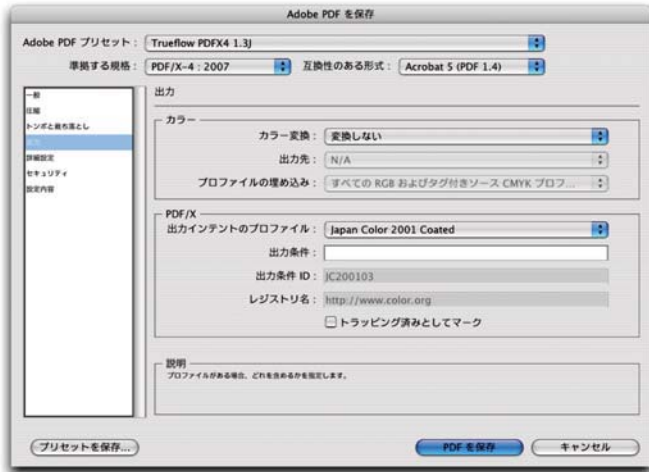 Adobe PDF を保存
Adobe PDF プリセット： Trueflow PDFX4 1.3J
準拠する規格： PDF/X-4 : 2007 互換性のある形式： Acrobat 5 (PDF 1.4)
一般
圧縮
トンボと裁ち落とし
出力
詳細設定
セキュリティ
設定内容
出力
カラー
カラー変換： 変換しない
出力先： N/A
プロファイルの埋め込み： すべての RGB およびタグ付きソース CMYK プロフ...
PDF/X
出力インテントのプロファイル： Japan Color 2001 Coated
出力条件：
出力条件 ID： JC200103
レジストリ名： http://www.color.org
トラッピング済みとしてマーク
説明
プロファイルがある場合、どれを含めるかを指定します。
プリセットを保存... PDF を保存 キャンセル